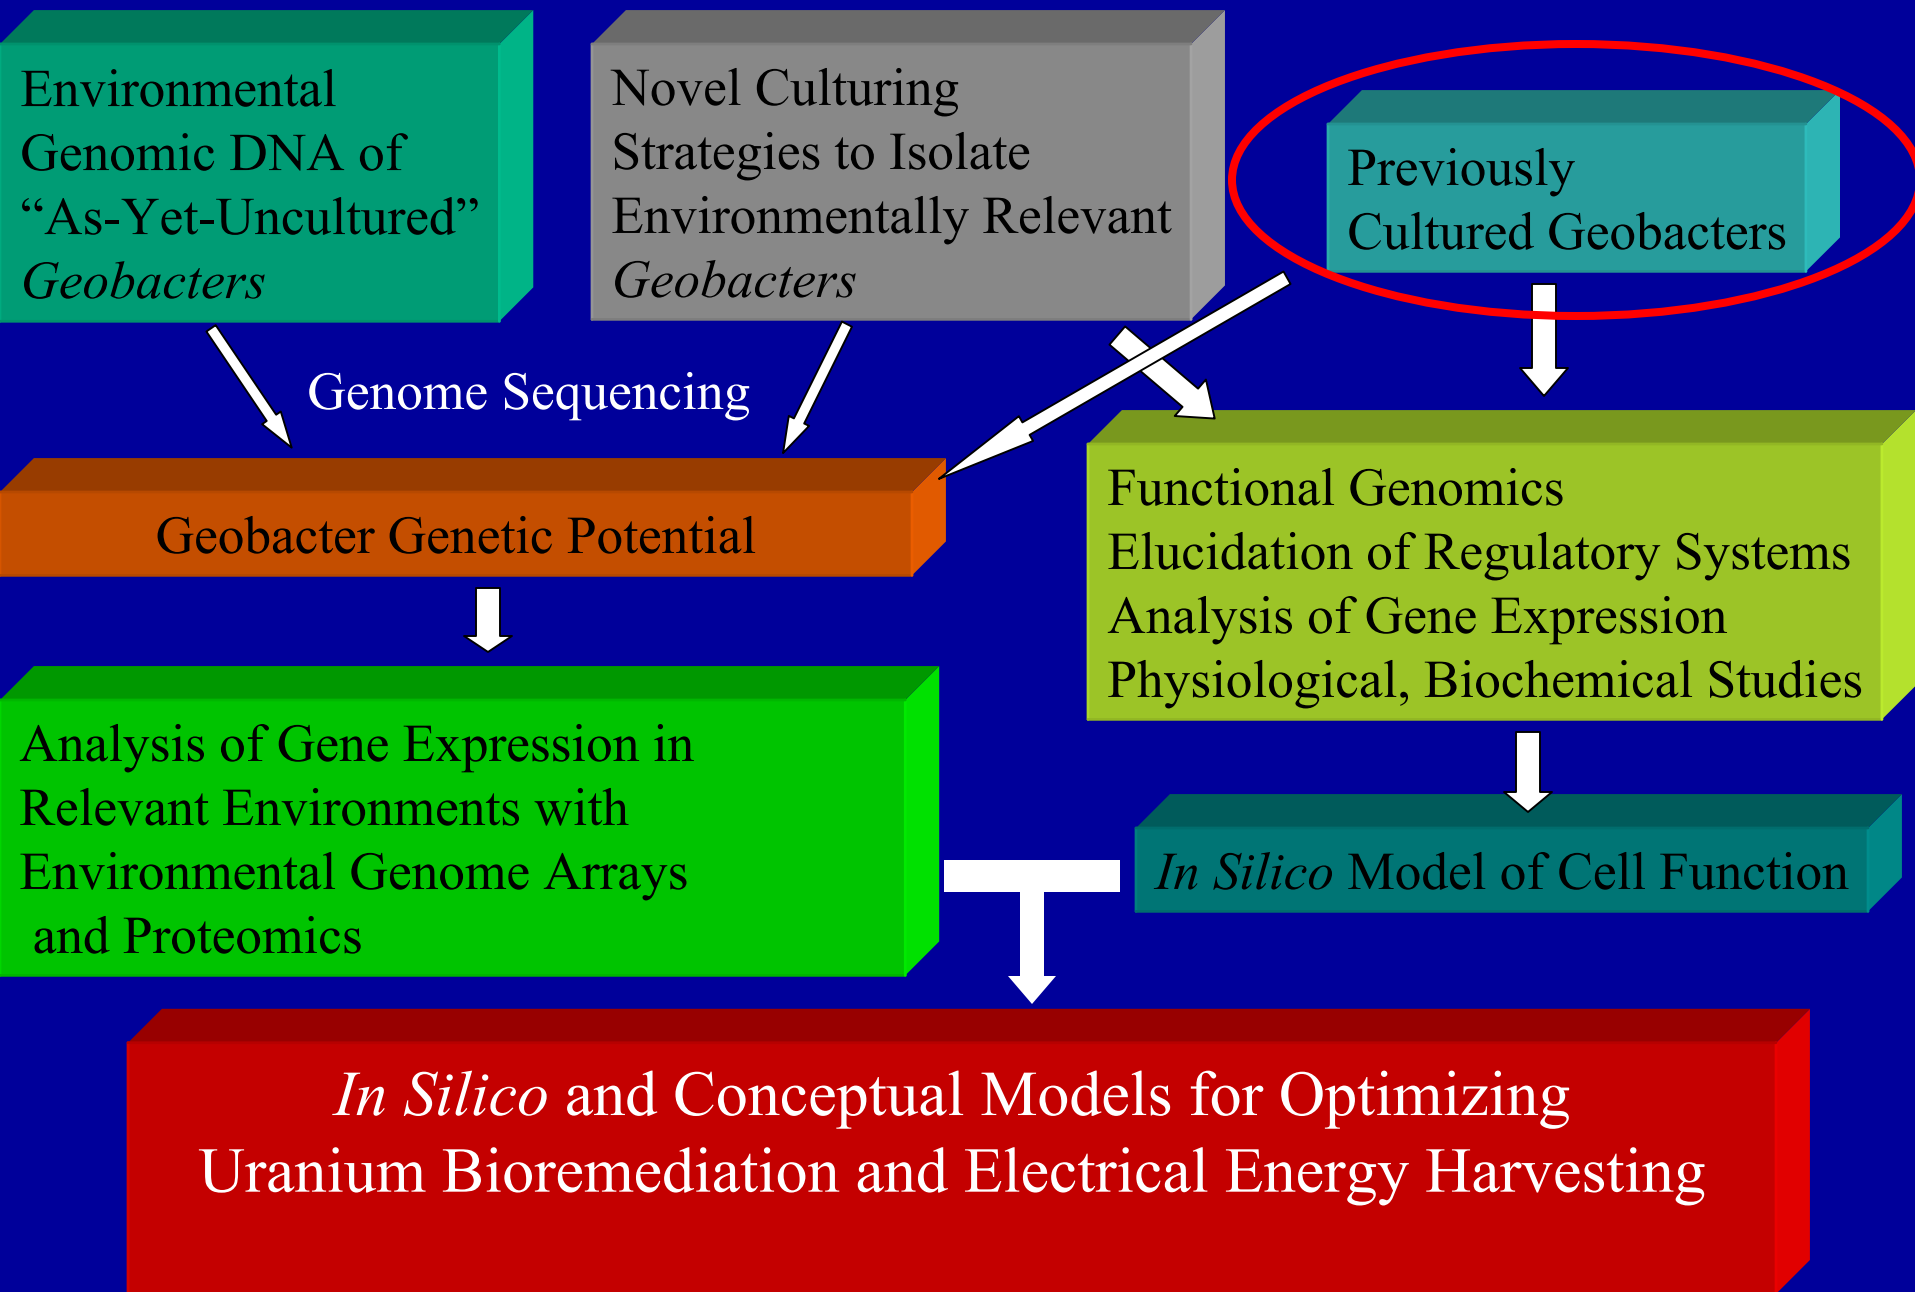 Environmental
Genomic DNA of
“As-Yet-Uncultured”
Geobacters
Novel Culturing
Strategies to Isolate
Environmentally Relevant
Geobacters
Previously
Cultured Geobacters
Genome Sequencing
Geobacter Genetic Potential
Functional Genomics
Elucidation of Regulatory Systems
Analysis of Gene Expression
Physiological, Biochemical Studies
Analysis of Gene Expression in
Relevant Environments with
Environmental Genome Arrays
and Proteomics
In Silico Model of Cell Function
In Silico and Conceptual Models for Optimizing
Uranium Bioremediation and Electrical Energy Harvesting